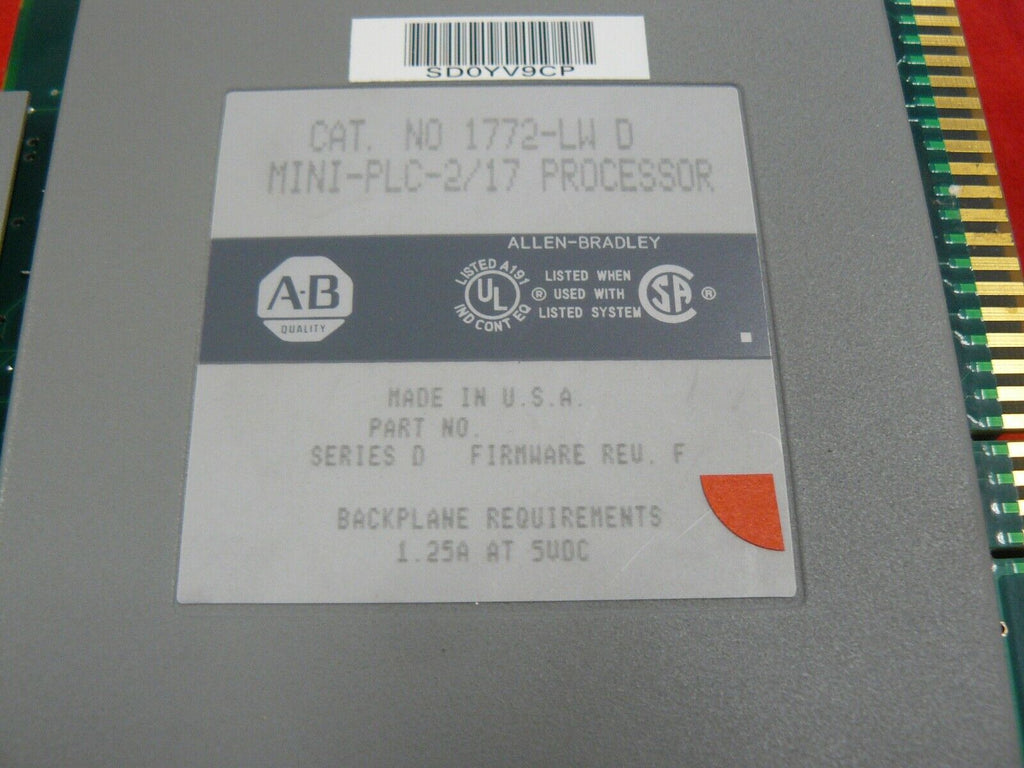 SD0YV9CP
CAT. NO 1772-LW D
MINI-PLC-2/17 PROCESSOR
ALLEN-BRADLEY
A-B
QUALITY
LISTED A191
UL
IND CONT EQ
®
LISTED WHEN
USED WITH
LISTED SYSTEM
SA
®
MADE IN U.S.A.
PART NO.
SERIES D FIRMWARE REV. F
BACKPLANE REQUIREMENTS
1.25A AT 5VDC